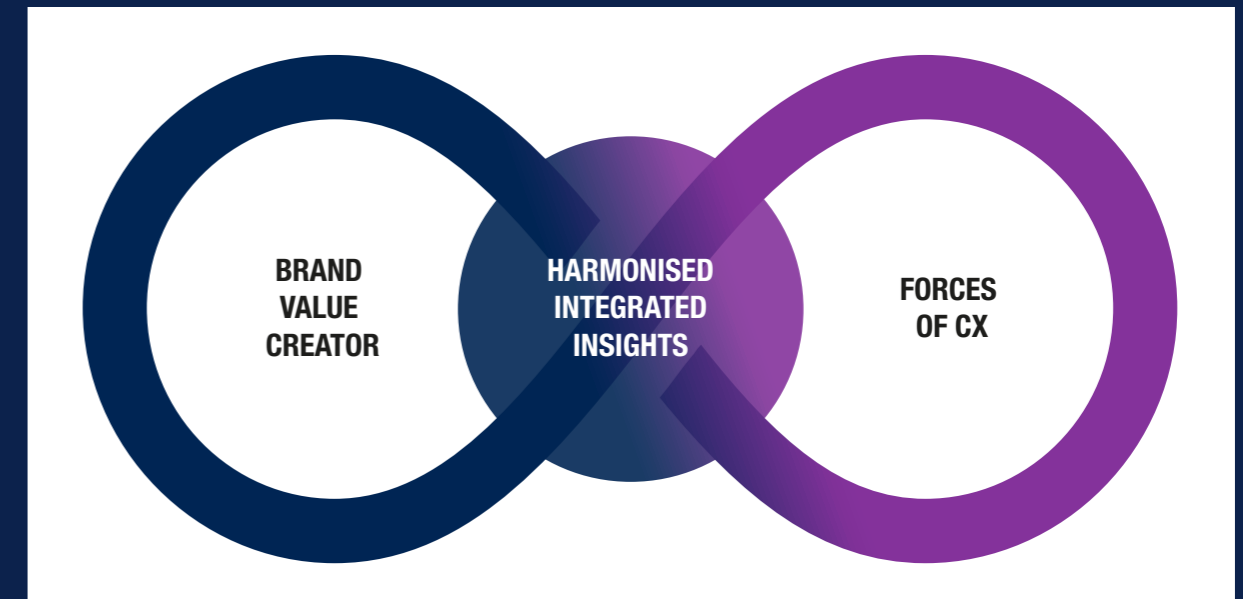 BRAND
VALUE
CREATOR
HARMONISED
INTEGRATED
INSIGHTS
FORCES
OF CX